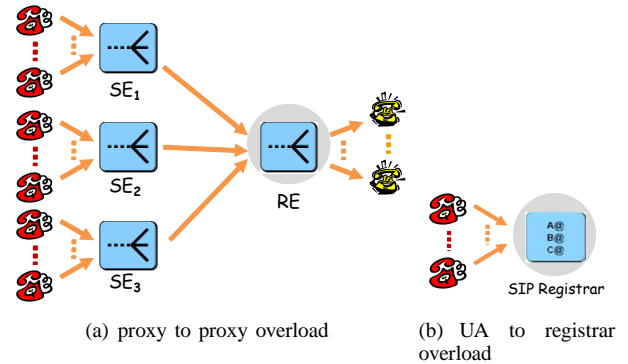 SE1
SE2
SE3
RE
A@
B@
C@
SIP Registrar
(a) proxy to proxy overload
(b) UA to registrar
overload